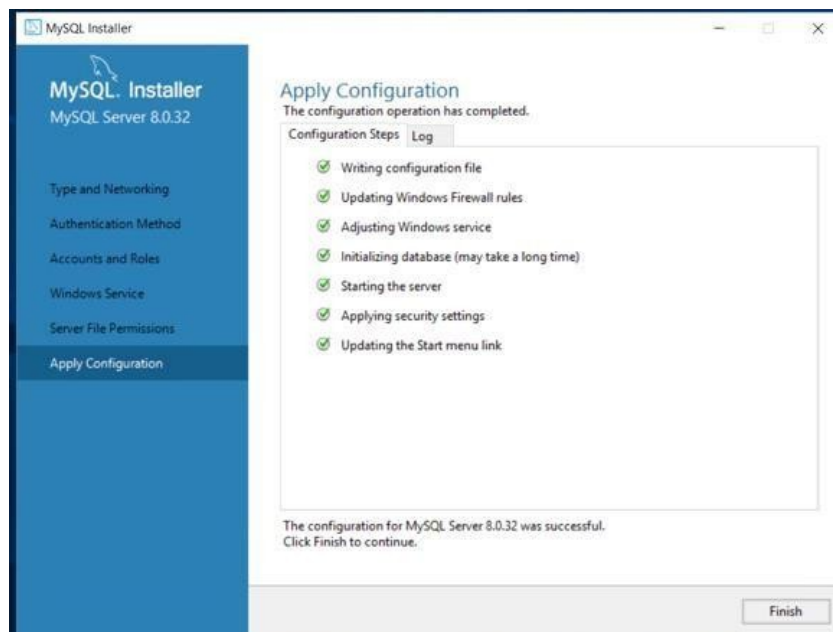 MySQL Installer
MySQL. Installer
MySQL Server 8.0.32
Type and Networking
Authentication Method
Accounts and Roles
Windows Service
Server File Permissions
Apply Configuration
Apply Configuration
The configuration operation has completed.
Configuration Steps Log
Writing configuration file
Updating Windows Firewall rules
Adjusting Windows service
Initializing database (may take a long time)
Starting the server
Applying security settings
Updating the Start menu link
The configuration for MySQL Server 8.0.32 was successful.
Click Finish to continue.
Finish